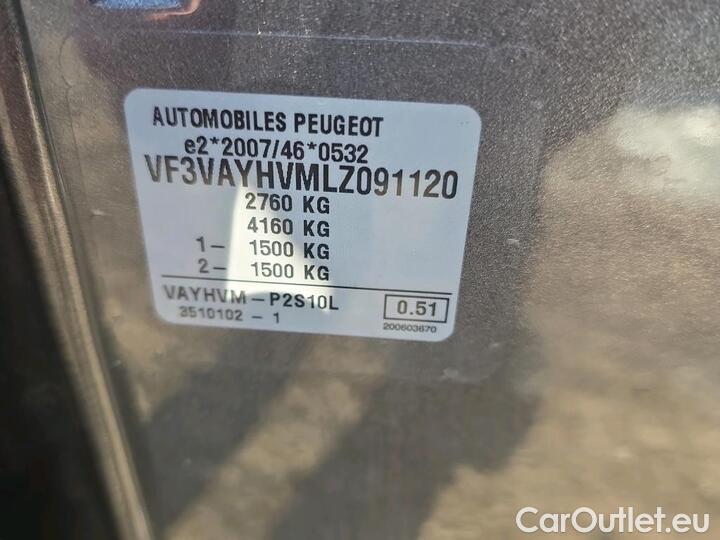 AUTOMOBILES PEUGEOT
e2*2007/46*0532
VF3VAYHVMLZ091120
2760 KG
4160 KG
1- 1500 KG
2- 1500 KG
VAYHVM - P2S10L
0.51
3510102 - 1
200603670
CarOutlet.eu